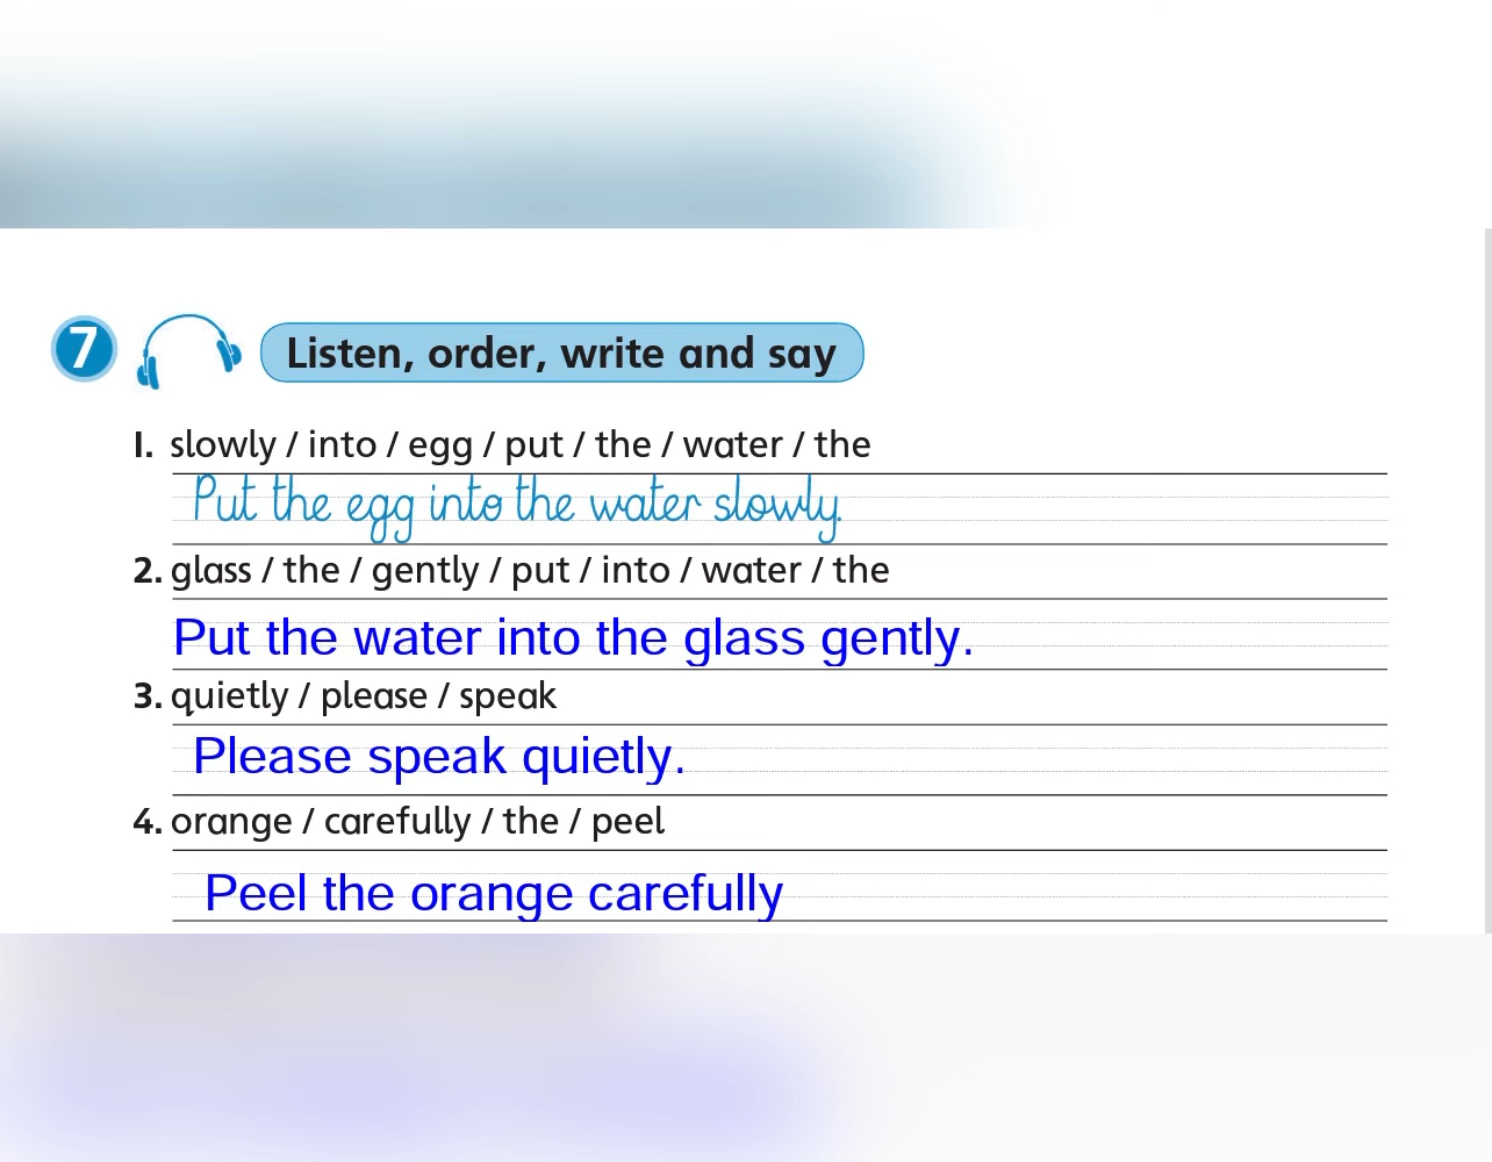 7 Listen, order, write and say
1. slowly / into / egg / put / the / water / the
Put the egg into the water slowly.
2. glass / the / gently / put / into / water / the
Put the water into the glass gently.
3. quietly / please / speak
Please speak quietly.
4. orange / carefully / the / peel
Peel the orange carefully